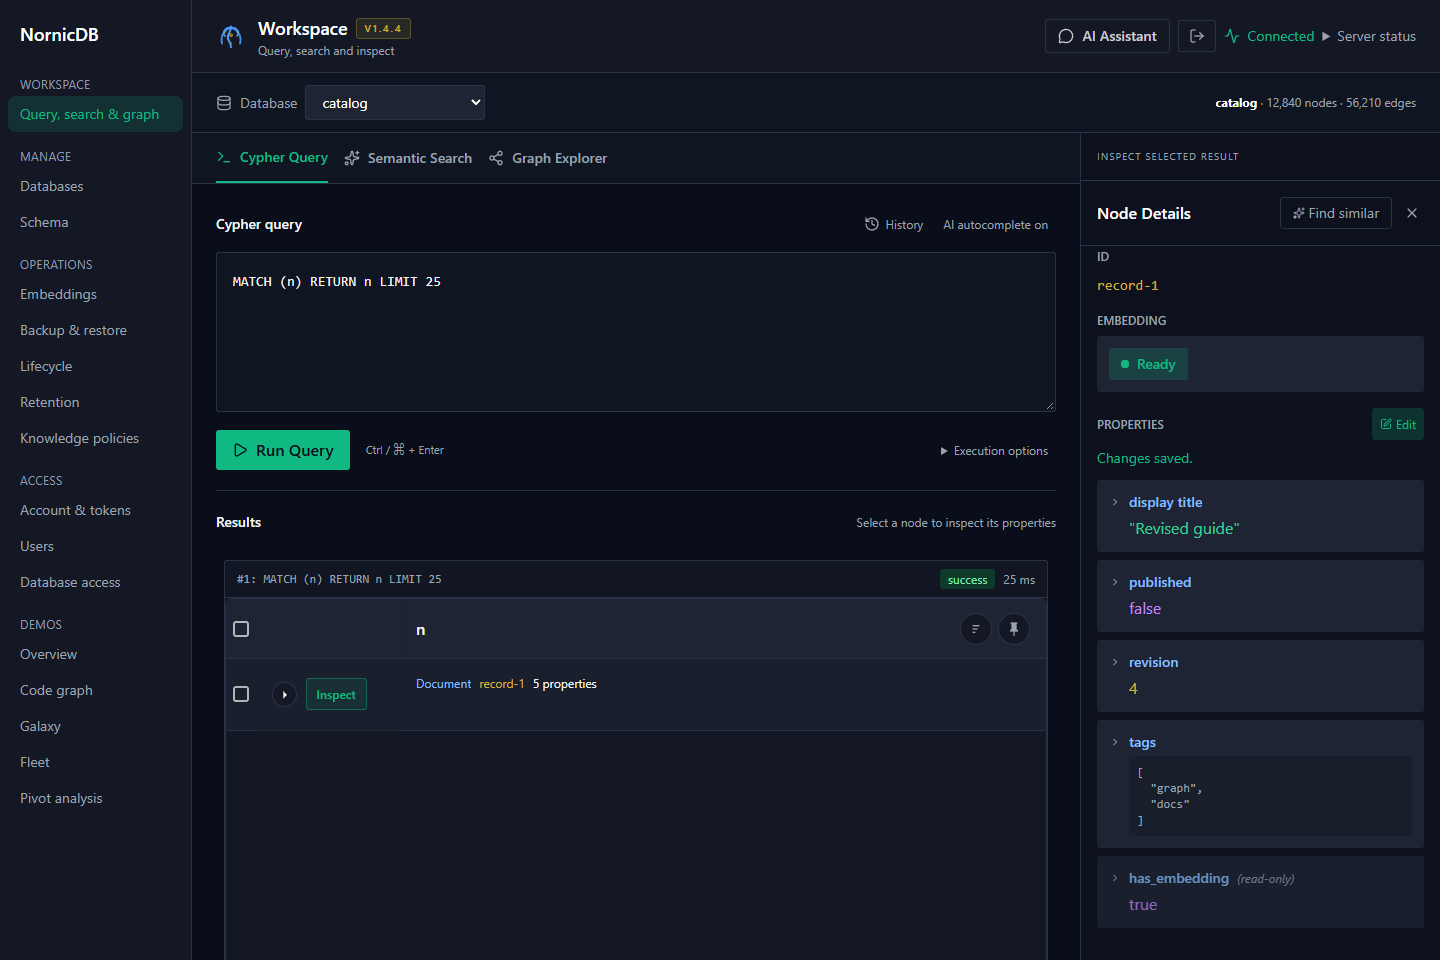 NornicDB
WORKSPACE
Query, search & graph
MANAGE
Databases
Schema
OPERATIONS
Embeddings
Backup & restore
Lifecycle
Retention
Knowledge policies
ACCESS
Account & tokens
Users
Database access
DEMOS
Overview
Code graph
Galaxy
Fleet
Pivot analysis
Workspace V1.4.4
Query, search and inspect
AI Assistant
Connected
Server status
Database catalog
catalog · 12,840 nodes · 56,210 edges
Cypher Query
Semantic Search
Graph Explorer
Cypher query
History
AI autocomplete on
MATCH (n) RETURN n LIMIT 25
Run Query
Ctrl / ⌘ + Enter
Execution options
Results
Select a node to inspect its properties
#1: MATCH (n) RETURN n LIMIT 25
success 25 ms
n
Inspect
Document record-1 5 properties
INSPECT SELECTED RESULT
Node Details
Find similar
ID
record-1
EMBEDDING
Ready
PROPERTIES
Edit
Changes saved.
display title
"Revised guide"
published
false
revision
4
tags
[
"graph",
"docs"
]
has_embedding (read-only)
true